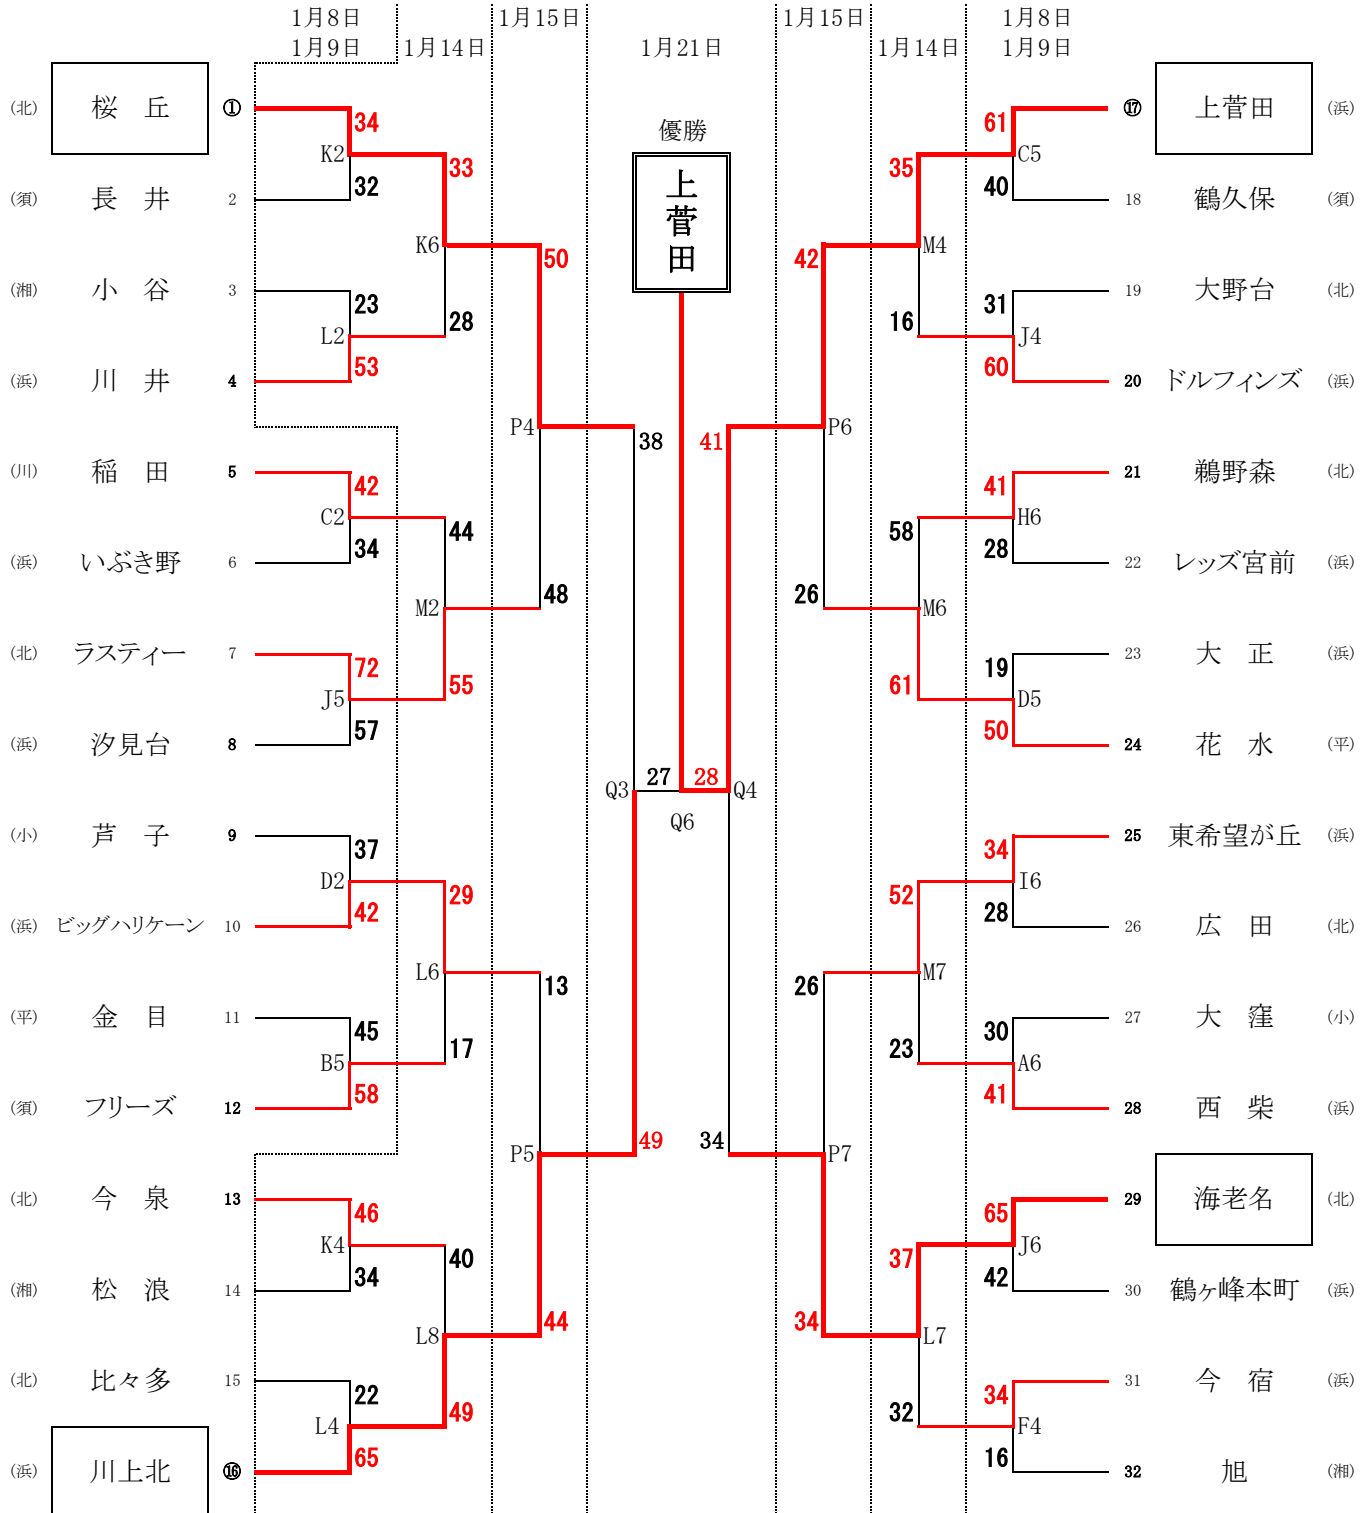 1月8日 1月15日 1月15日 1月8日
1月9日 1月14日 1月21日 1月14日 1月9日
優勝
上菅田
(北) 桜 丘 ①
(須) 長 井 2
(湘) 小 谷 3
(浜) 川 井 4
(川) 稲 田 5
(浜) いぶき野 6
(北) ラスティー 7
(浜) 汐見台 8
(小) 芦 子 9
(浜) ビッグハリケーン 10
(平) 金 目 11
(須) フリーズ 12
(北) 今 泉 13
(湘) 松 浪 14
(北) 比々多 15
(浜) 川上北 ⑯
34
K2
32
23
L2
53
42
C2
34
72
J5
57
37
D2
42
45
B5
58
46
K4
34
22
L4
65
33
K6
28
44
M2
55
29
L6
17
40
L8
49
50
P4
48
13
P5
44
38
Q3
49
27 28
Q6
41
Q4
34
42
P6
26
26
P7
34
35
M4
16
58
M6
61
52
M7
23
37
L7
32
61
C5
40
31
J4
60
41
H6
28
19
D5
50
34
I6
28
30
A6
41
65
J6
42
34
F4
16
⑰ 上菅田 (浜)
18 鶴久保 (須)
19 大野台 (北)
20 ドルフィンズ (浜)
21 鵜野森 (北)
22 レッズ宮前 (浜)
23 大 正 (浜)
24 花 水 (平)
25 東希望が丘 (浜)
26 広 田 (北)
27 大 窪 (小)
28 西 柴 (浜)
29 海老名 (北)
30 鶴ヶ峰本町 (浜)
31 今 宿 (浜)
32 旭 (湘)